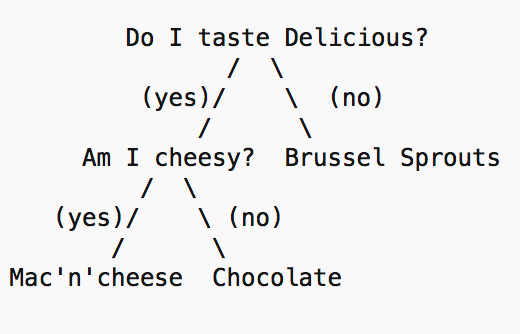 Do I taste Delicious?
/ \
(yes)/ \ (no)
/ \
Am I cheesy? Brussel Sprouts
/ \
(yes)/ \ (no)
/ \
Mac'n'cheese Chocolate